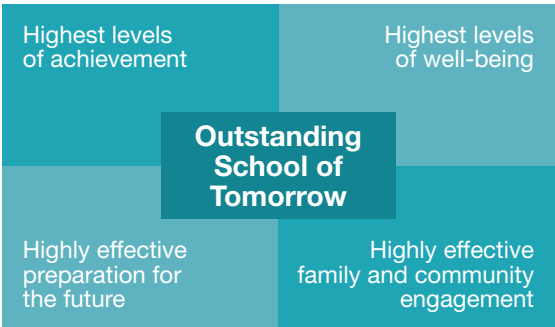 Highest levels
of achievement
Highest levels
of well-being
Outstanding
School of
Tomorrow
Highly effective
preparation for
the future
Highly effective
family and community
engagement